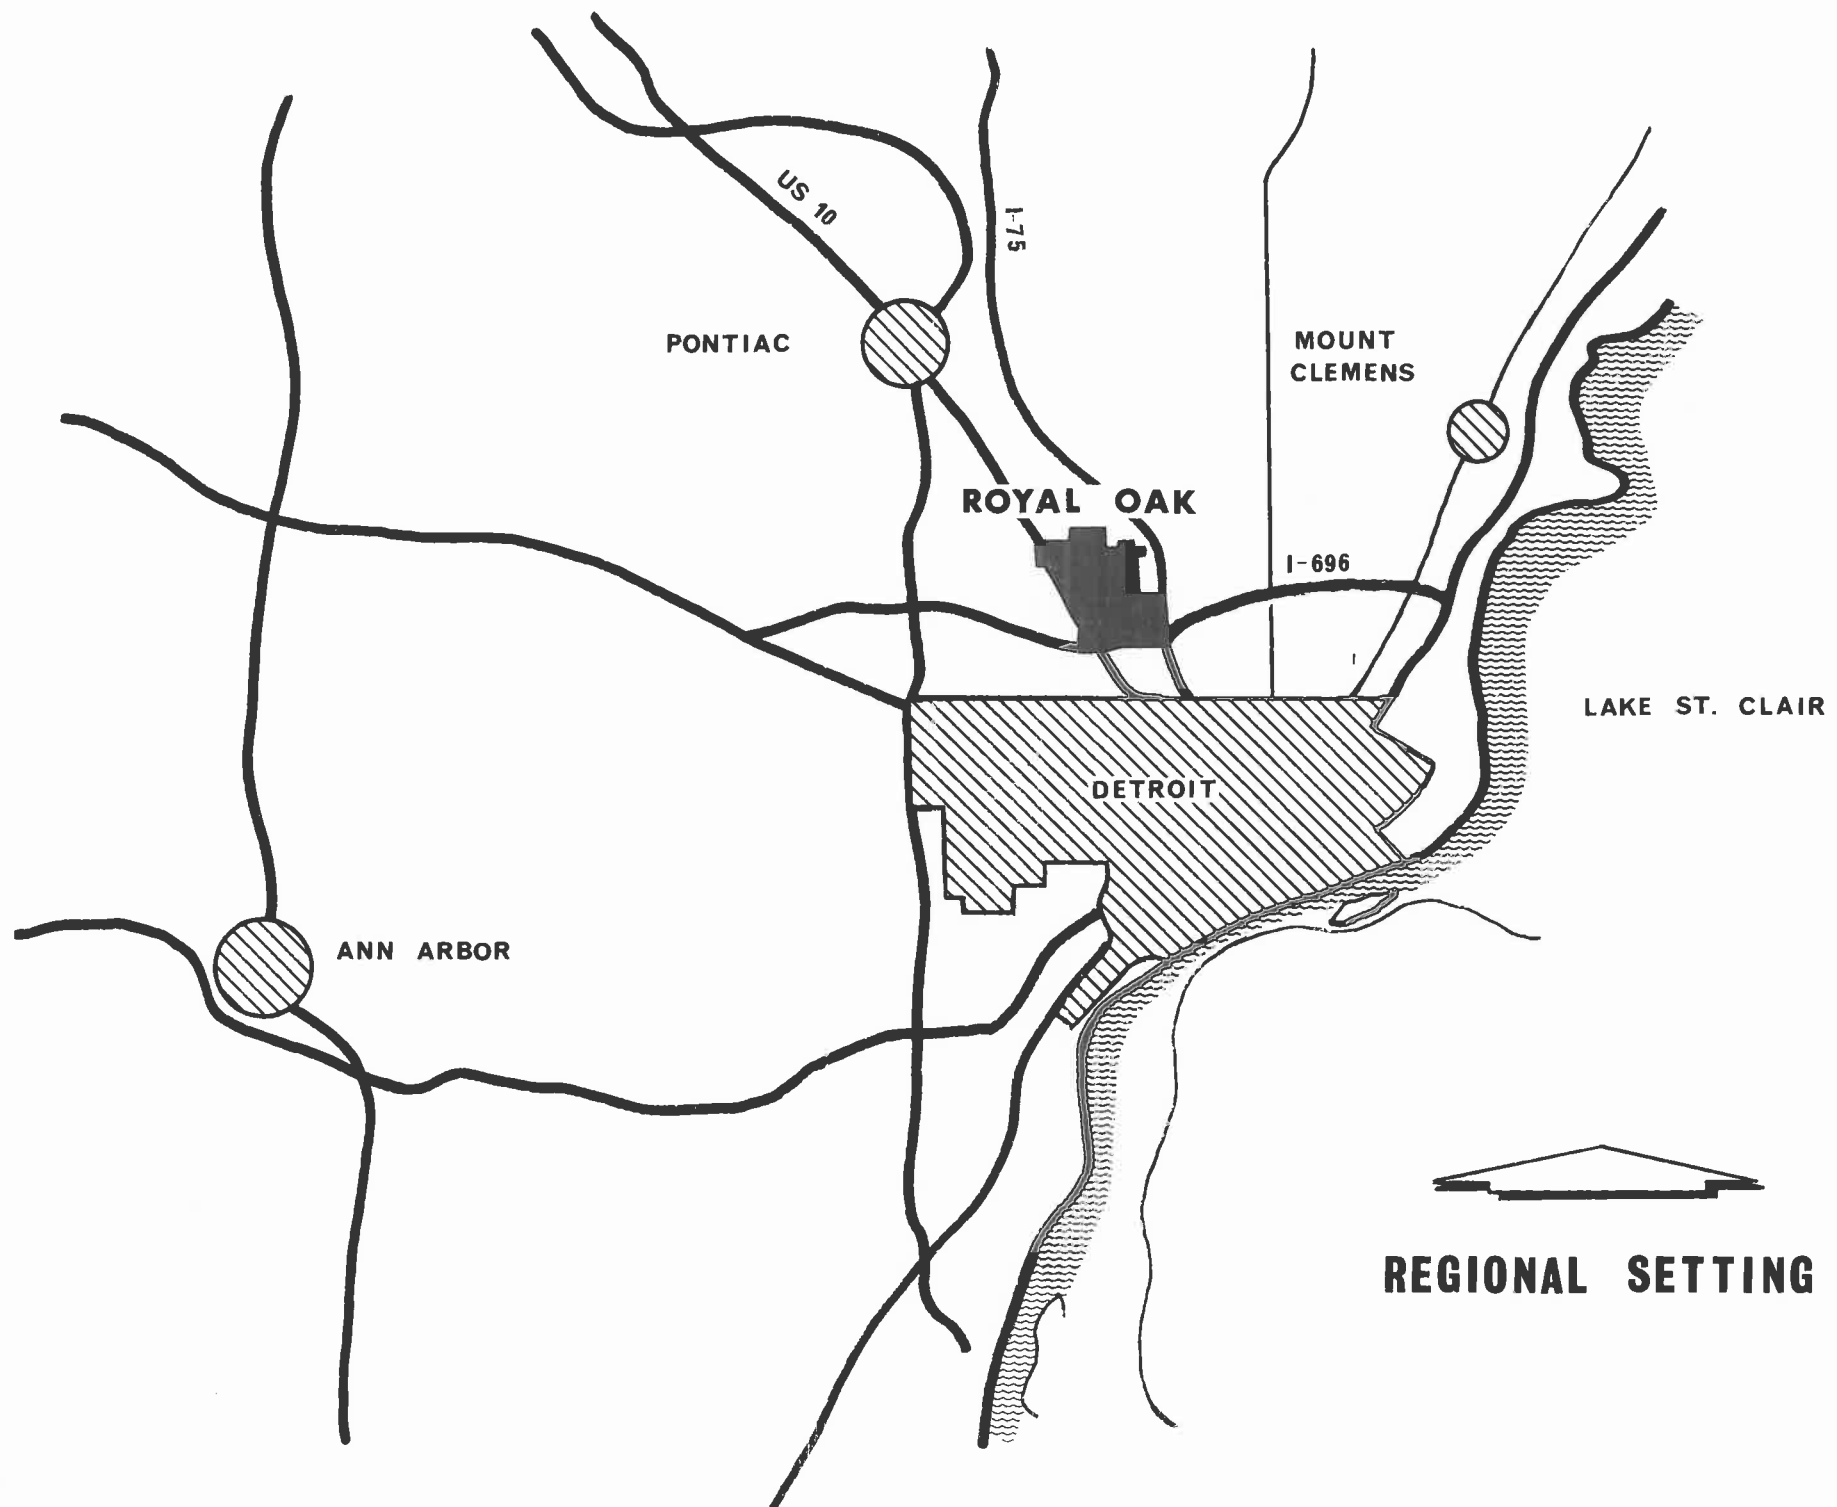 US 10
I-75
PONTIAC
MOUNT
CLEMENS
ROYAL OAK
I-696
LAKE ST. CLAIR
DETROIT
ANN ARBOR
REGIONAL SETTING